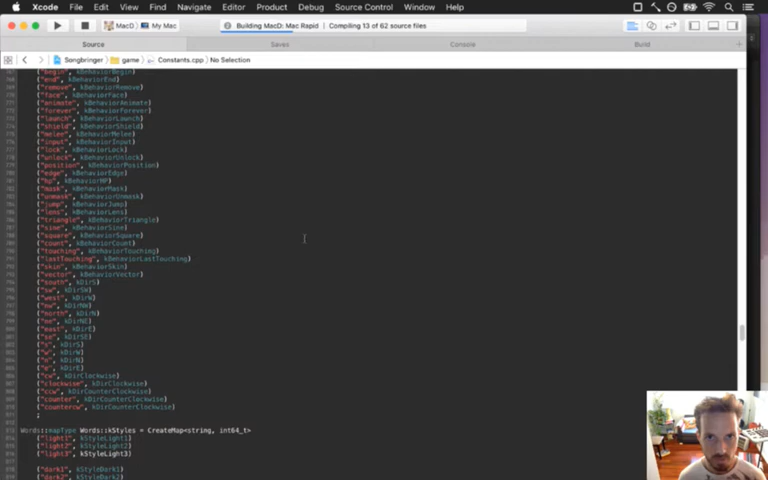 Xcode File Edit View Find Navigate Editor Product Debug Source Control Window Help
MacD My Mac Building MacD: Mac Rapid Compiling 13 of 62 source files
Source Saves Console Build
Songbringer game Constants.cpp No Selection
("begin", kBehaviorBegin)
("end", kBehaviorEnd)
("remove", kBehaviorRemove)
("face", kBehaviorFace)
("animate", kBehaviorAnimate)
("forever", kBehaviorForever)
("launch", kBehaviorLaunch)
("shield", kBehaviorShield)
("melee", kBehaviorMelee)
("input", kBehaviorInput)
("lock", kBehaviorLock)
("unlock", kBehaviorUnlock)
("position", kBehaviorPosition)
("edge", kBehaviorEdge)
("hp", kBehaviorHP)
("mask", kBehaviorMask)
("unmask", kBehaviorUnmask)
("jump", kBehaviorJump)
("lens", kBehaviorLens)
("triangle", kBehaviorTriangle)
("sine", kBehaviorSine)
("square", kBehaviorSquare)
("count", kBehaviorCount)
("touching", kBehaviorTouching)
("lastTouching", kBehaviorLastTouching)
("skin", kBehaviorSkin)
("vector", kBehaviorVector)
("south", kDirS)
("sw", kDirSW)
("west", kDirW)
("nw", kDirNW)
("north", kDirN)
("ne", kDirNE)
("east", kDirE)
("se", kDirSE)
("s", kDirS)
("w", kDirW)
("n", kDirN)
("e", kDirE)
("cw", kDirClockwise)
("clockwise", kDirClockwise)
("ccw", kDirCounterClockwise)
("counter", kDirCounterClockwise)
("countercw", kDirCounterClockwise)
;
Words::mapType Words::kStyles = CreateMap<string, int64_t>
("light1", kStyleLight1)
("light2", kStyleLight2)
("light3", kStyleLight3)
("dark1", kStyleDark1)
("dark2", kStyleDark2)